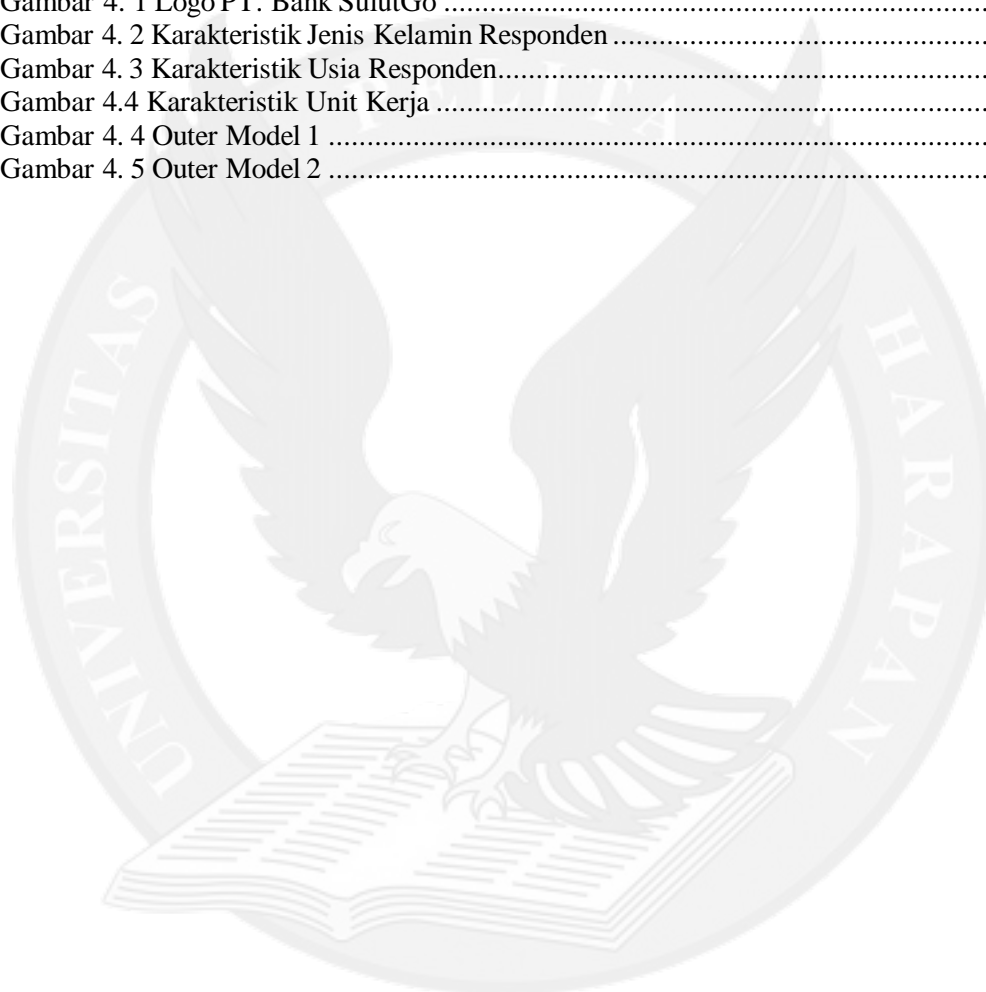 Gambar 4. 1 Logo PT. Bank SulutGo ........................................................................................
Gambar 4. 2 Karakteristik Jenis Kelamin Responden ......................................................
Gambar 4. 3 Karakteristik Usia Responden.......................................................................
Gambar 4.4 Karakteristik Unit Kerja ................................................................................
Gambar 4. 4 Outer Model 1 ..............................................................................................
Gambar 4. 5 Outer Model 2 ..............................................................................................
UNIVERSITAS PELITA HARAPAN